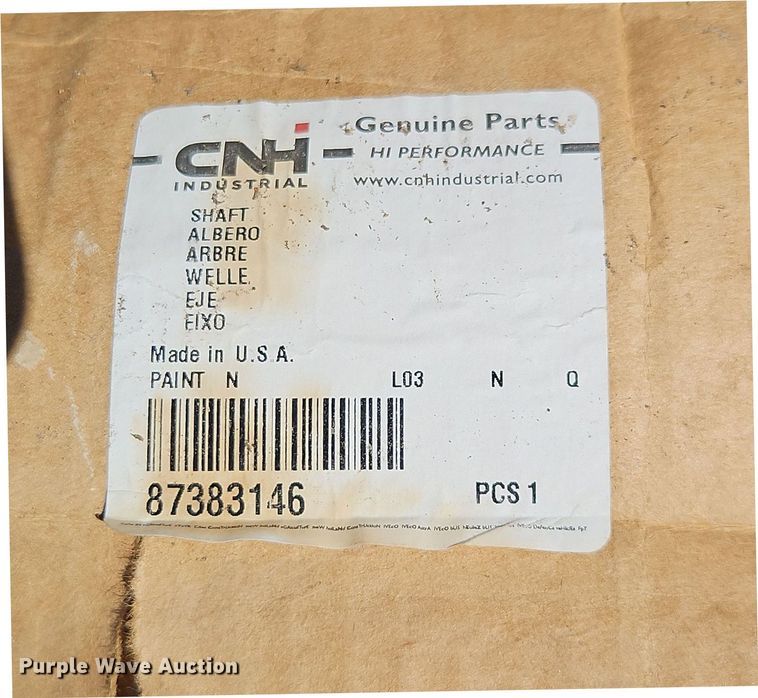 CNH
INDUSTRIAL
Genuine Parts
HI PERFORMANCE
www.cnhindustrial.com
SHAFT
ALBERO
ARBRE
WELLE
EJE
EIXO
Made in U.S.A.
PAINT N L03 N Q
87383146 PCS 1
Purple Wave Auction